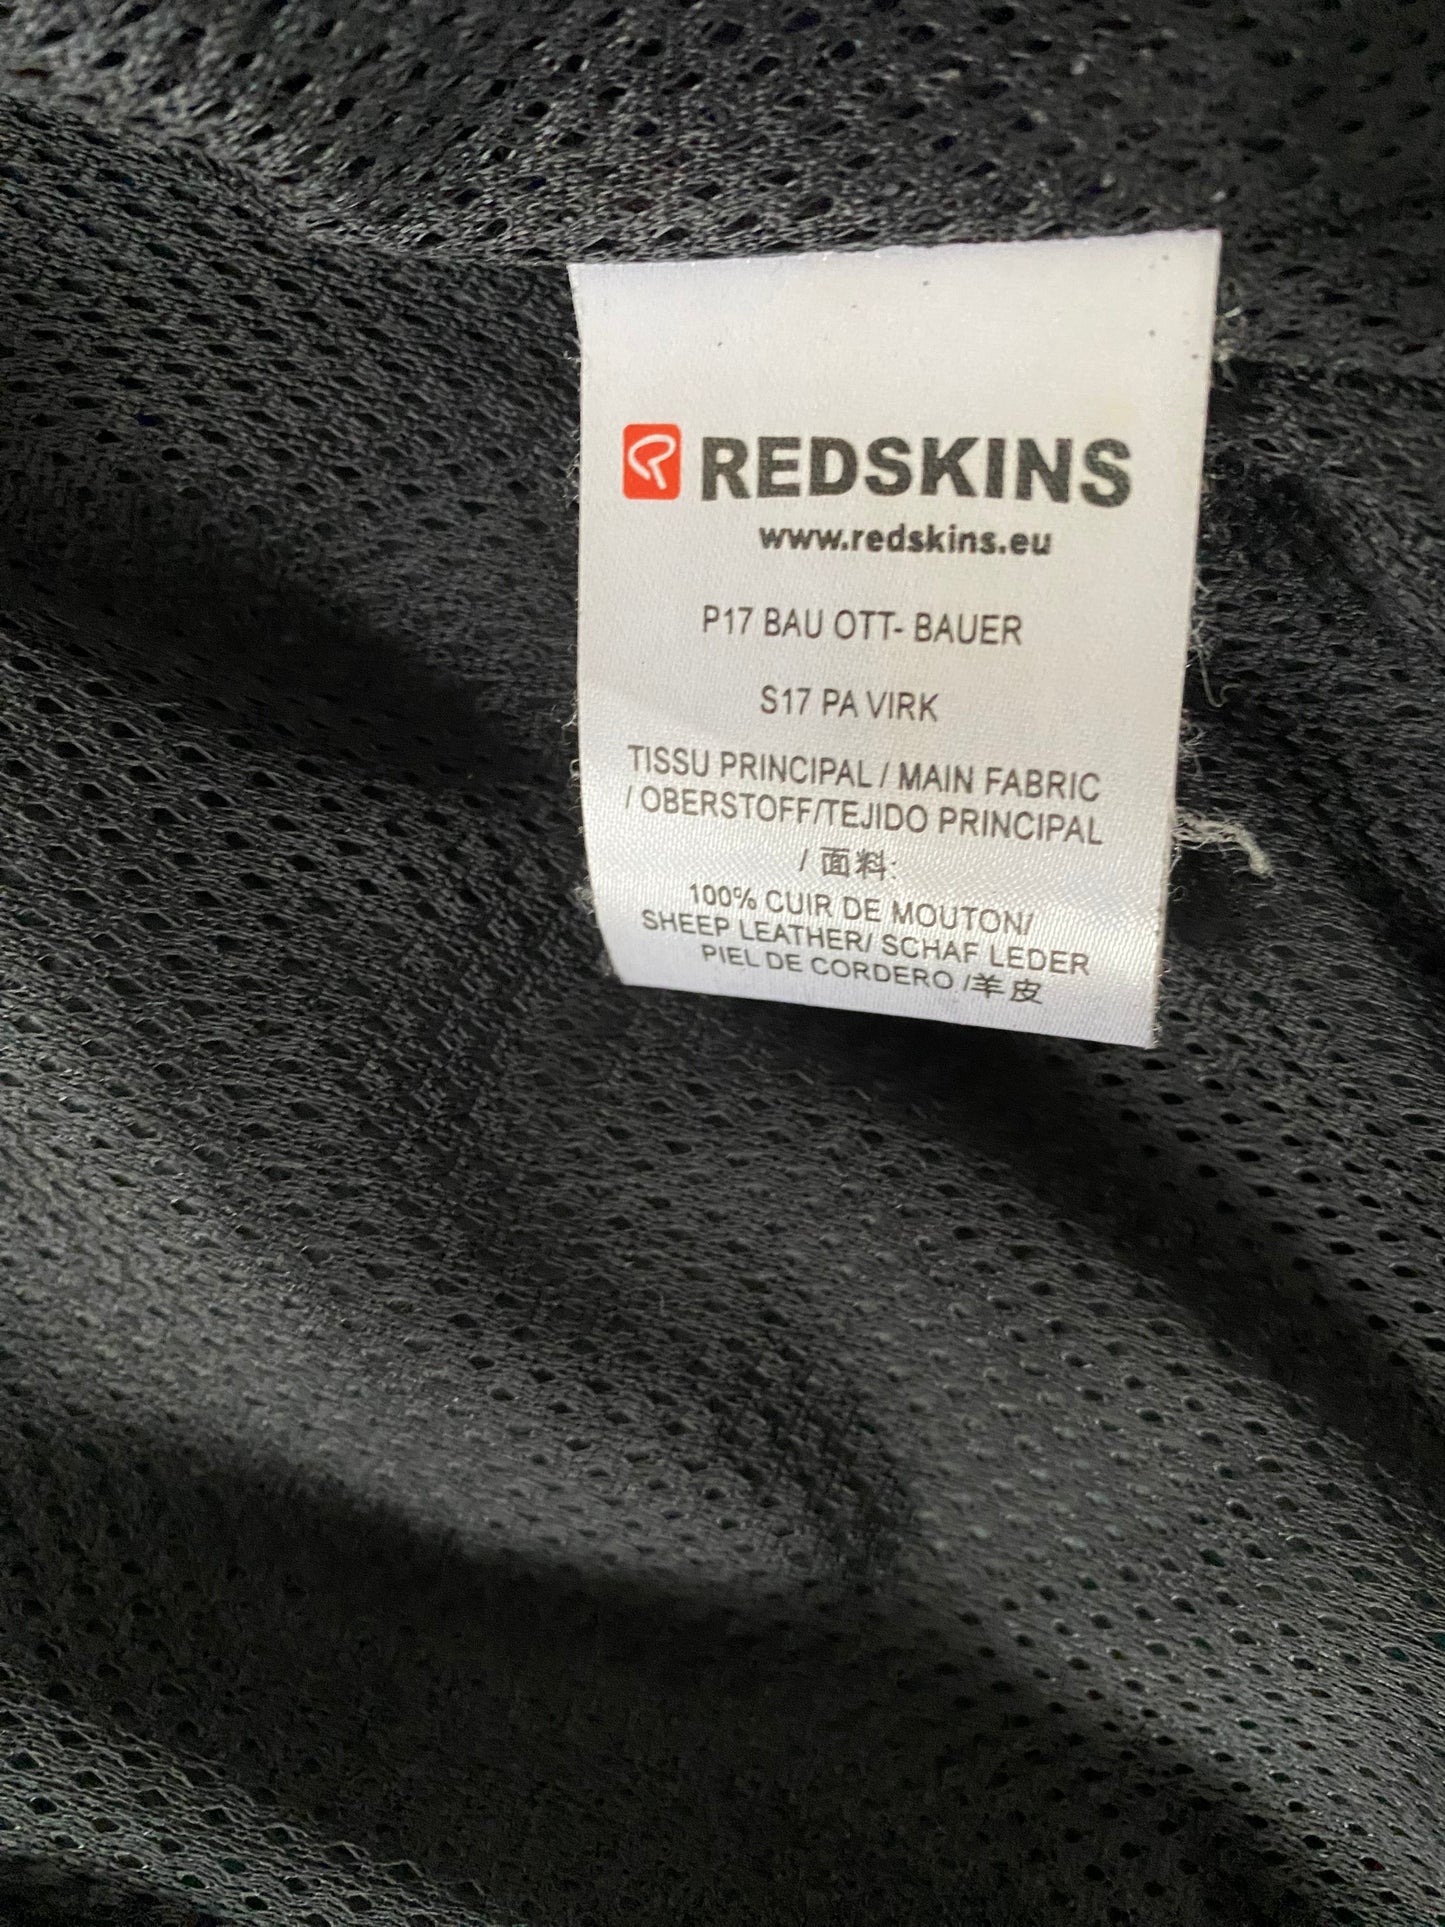 REDSKINS
www.redskins.eu
P17 BAU OTT- BAUER
S17 PA VIRK
TISSU PRINCIPAL / MAIN FABRIC
/ OBERSTOFF/TEJIDO PRINCIPAL
/ 面料:
100% CUIR DE MOUTON/
SHEEP LEATHER/ SCHAF LEDER
PIEL DE CORDERO /羊皮